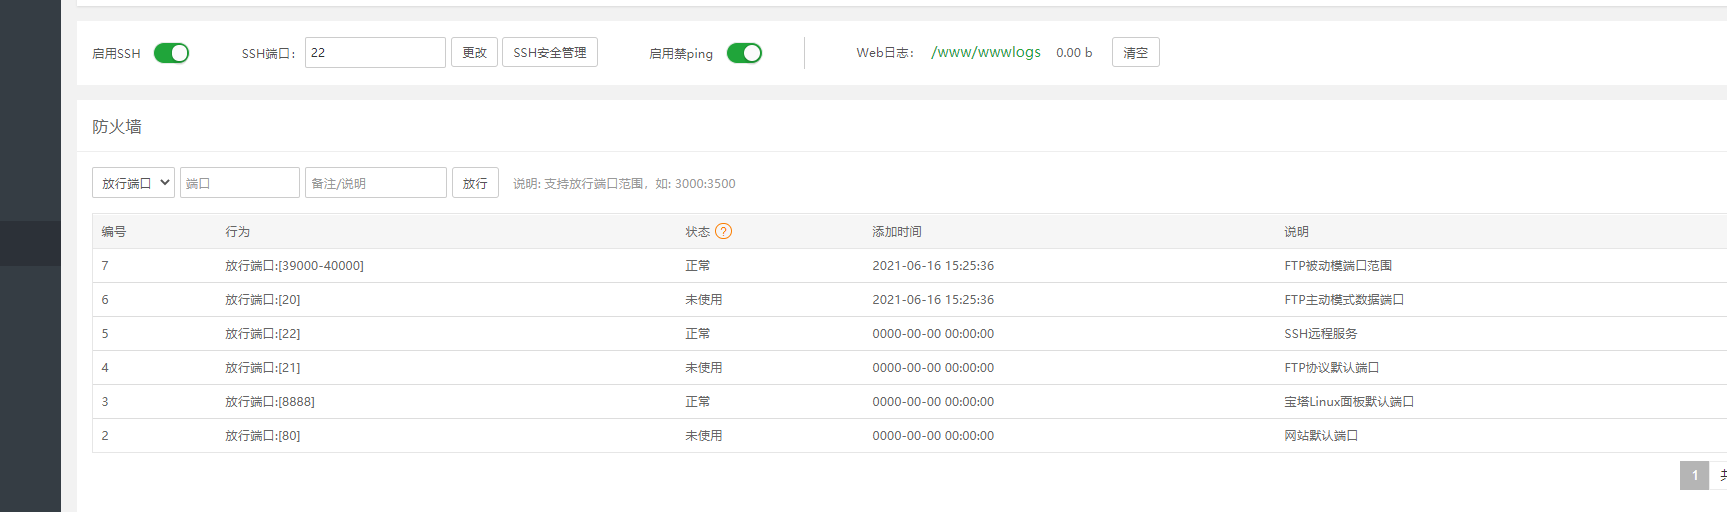 启用SSH SSH端口： 22 更改 SSH安全管理 启用禁ping Web日志： /www/wwwlogs 0.00 b 清空
防火墙
放行端口 端口 备注/说明 放行 说明: 支持放行端口范围，如: 3000:3500
编号 行为 状态 ? 添加时间 说明
7 放行端口:[39000-40000] 正常 2021-06-16 15:25:36 FTP被动模端口范围
6 放行端口:[20] 未使用 2021-06-16 15:25:36 FTP主动模式数据端口
5 放行端口:[22] 正常 0000-00-00 00:00:00 SSH远程服务
4 放行端口:[21] 未使用 0000-00-00 00:00:00 FTP协议默认端口
3 放行端口:[8888] 正常 0000-00-00 00:00:00 宝塔Linux面板默认端口
2 放行端口:[80] 未使用 0000-00-00 00:00:00 网站默认端口
1